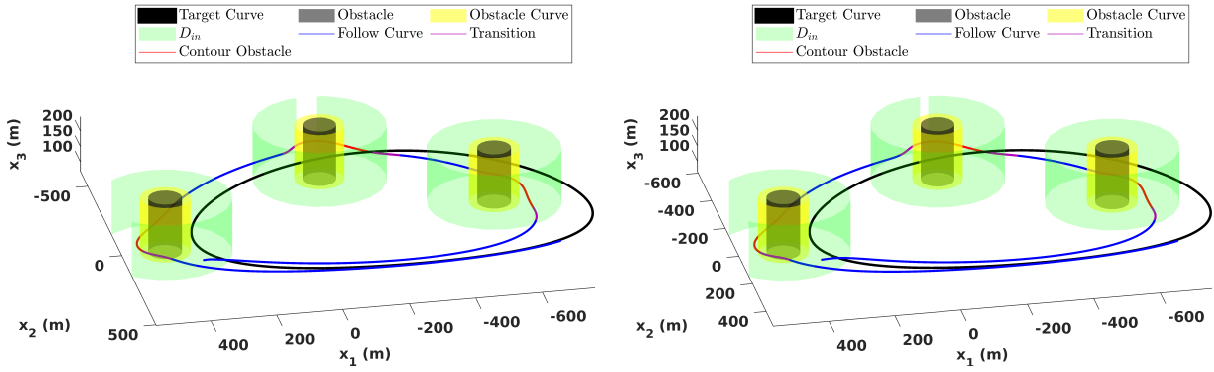 Target Curve Obstacle Obstacle Curve
D_in Follow Curve Transition
Contour Obstacle
200
150
100
x_3 (m)
-500
0
500
x_2 (m)
400 200 0 -200 -400 -600
x_1 (m)
Target Curve Obstacle Obstacle Curve
D_in Follow Curve Transition
Contour Obstacle
200
150
100
x_3 (m)
-600
-400
-200
0
200
400
x_2 (m)
400 200 0 -200 -400 -600
x_1 (m)